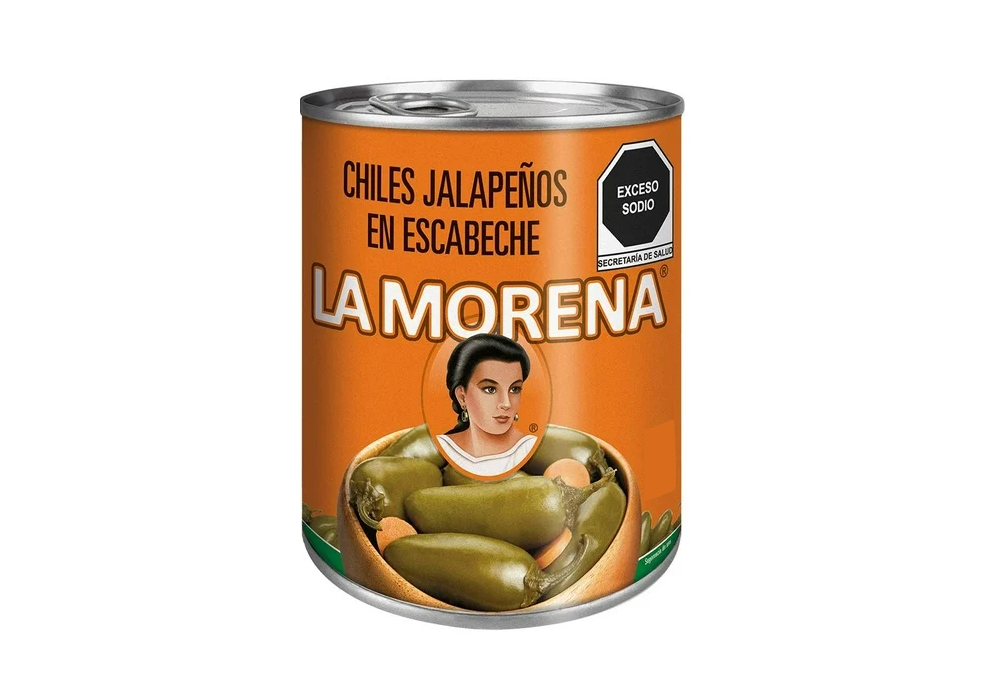 CHILES JALAPEÑOS
EN ESCABECHE
EXCESO
SODIO
SECRETARÍA DE SALUD
LA MORENA®
®